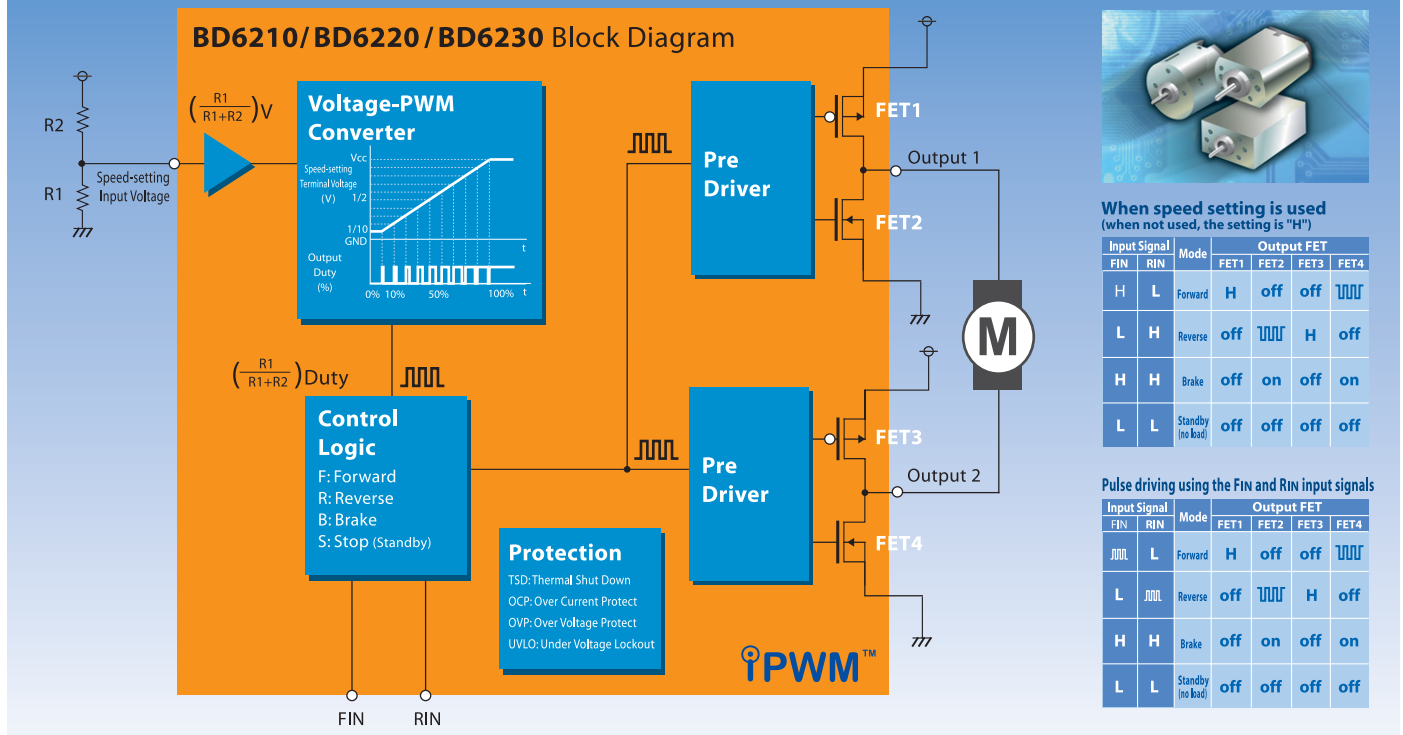 BD6210/BD6220/BD6230 Block Diagram
R2
R1
Speed-setting
Input Voltage
(R1/R1+R2)V
Voltage-PWM
Converter
Vcc
Speed-setting
Terminal Voltage
(V)
1/2
1/10
GND
t
Output
Duty
(%)
0% 10% 50% 100% t
(R1/R1+R2)Duty
Control
Logic
F: Forward
R: Reverse
B: Brake
S: Stop (Standby)
FIN
RIN
Protection
TSD: Thermal Shut Down
OCP: Over Current Protect
OVP: Over Voltage Protect
UVLO: Under Voltage Lockout
iPWM™
Pre
Driver
FET1
Output 1
FET2
Pre
Driver
FET3
Output 2
FET4
M
When speed setting is used
(when not used, the setting is "H")
Input Signal Mode Output FET
FIN RIN FET1 FET2 FET3 FET4
H L Forward H off off
L H Reverse off H off
H H Brake off on off on
L L Standby (no load) off off off off
Pulse driving using the FIN and RIN input signals
Input Signal Mode Output FET
FIN RIN FET1 FET2 FET3 FET4
L Forward H off off
L Reverse off H off
H H Brake off on off on
L L Standby (no load) off off off off